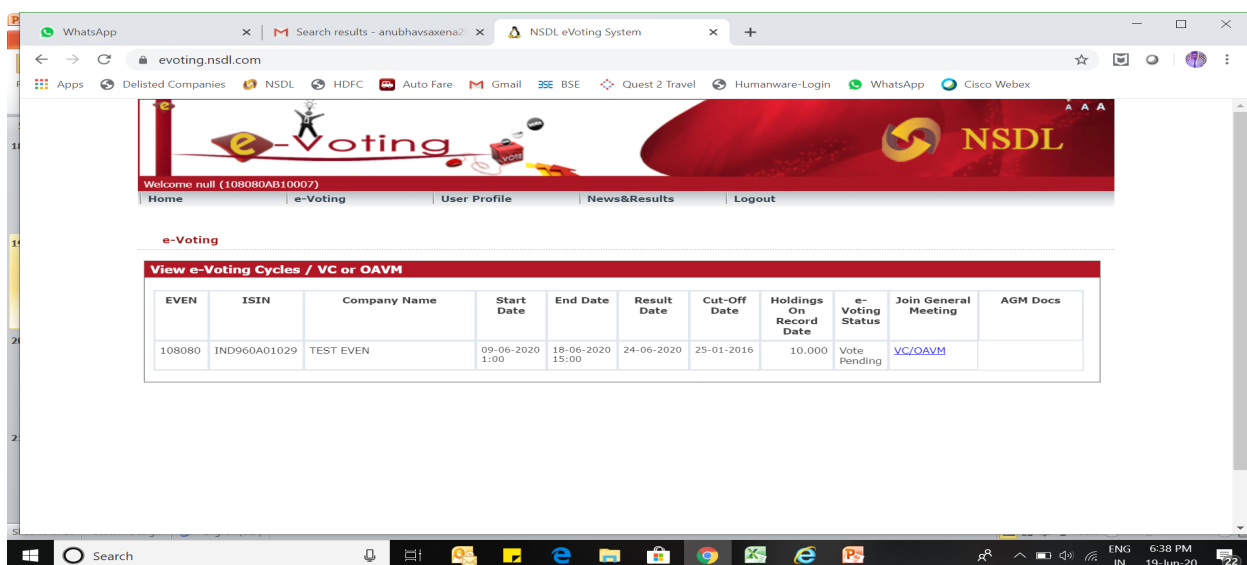 WhatsApp
Search results - anubhavsaxena2
NSDL eVoting System
evoting.nsdl.com
Apps Delisted Companies NSDL HDFC Auto Fare Gmail BSE Quest 2 Travel Humanware-Login WhatsApp Cisco Webex
A A A
e-Voting
VOTE
NSDL
Welcome null (108080AB10007)
Home e-Voting User Profile News&Results Logout
e-Voting
View e-Voting Cycles / VC or OAVM
EVEN ISIN Company Name Start Date End Date Result Date Cut-Off Date Holdings On Record Date e-Voting Status Join General Meeting AGM Docs
108080 IND960A01029 TEST EVEN 09-06-2020 1:00 18-06-2020 15:00 24-06-2020 25-01-2016 10.000 Vote Pending VC/OAVM
Search
ENG 6:38 PM
IN 19-Jun-20
22